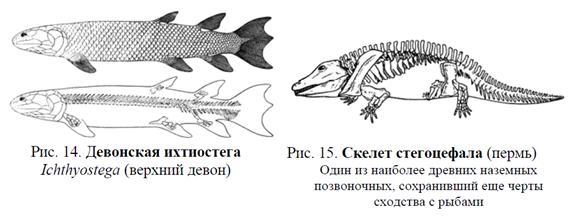 Рис. 14. Девонская ихтиостега
Ichthyostega (верхний девон)
Рис. 15. Скелет стегоцефала (пермь)
Один из наиболее древних наземных
позвоночных, сохранивший еще черты
сходства с рыбами